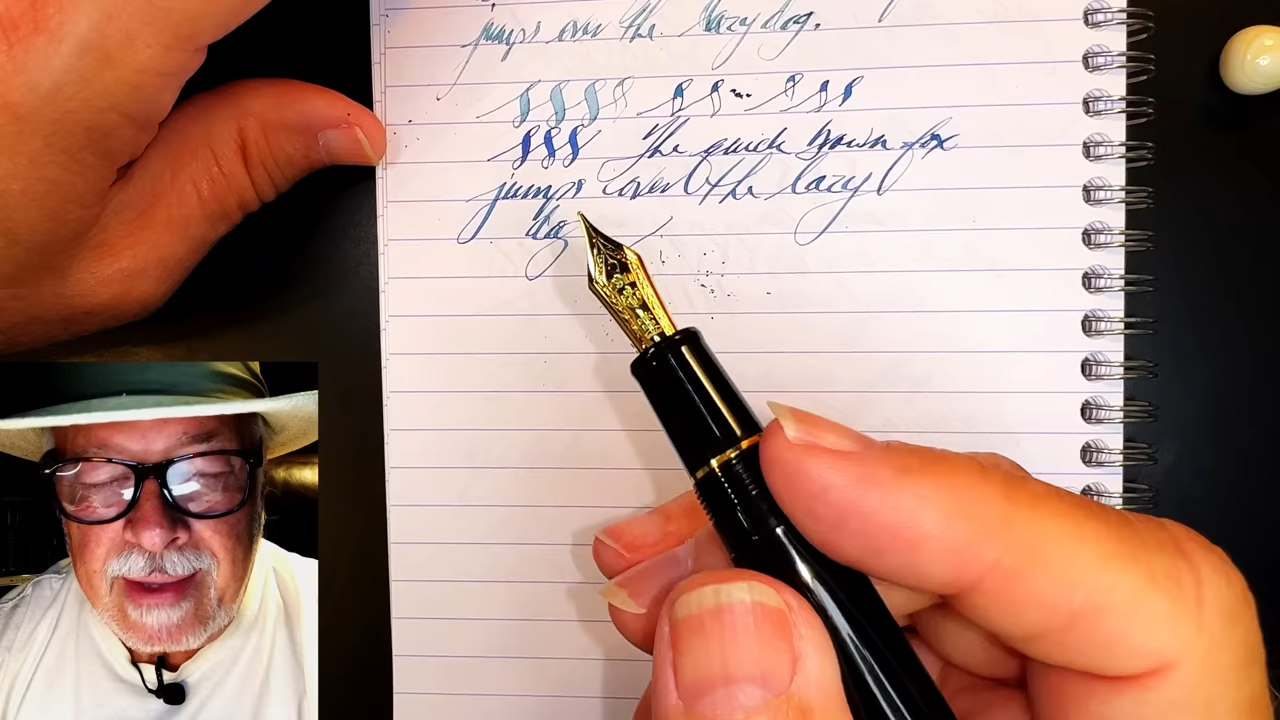 jumps over the lazy dog.
The quick brown fox
jumps over the lazy
dog